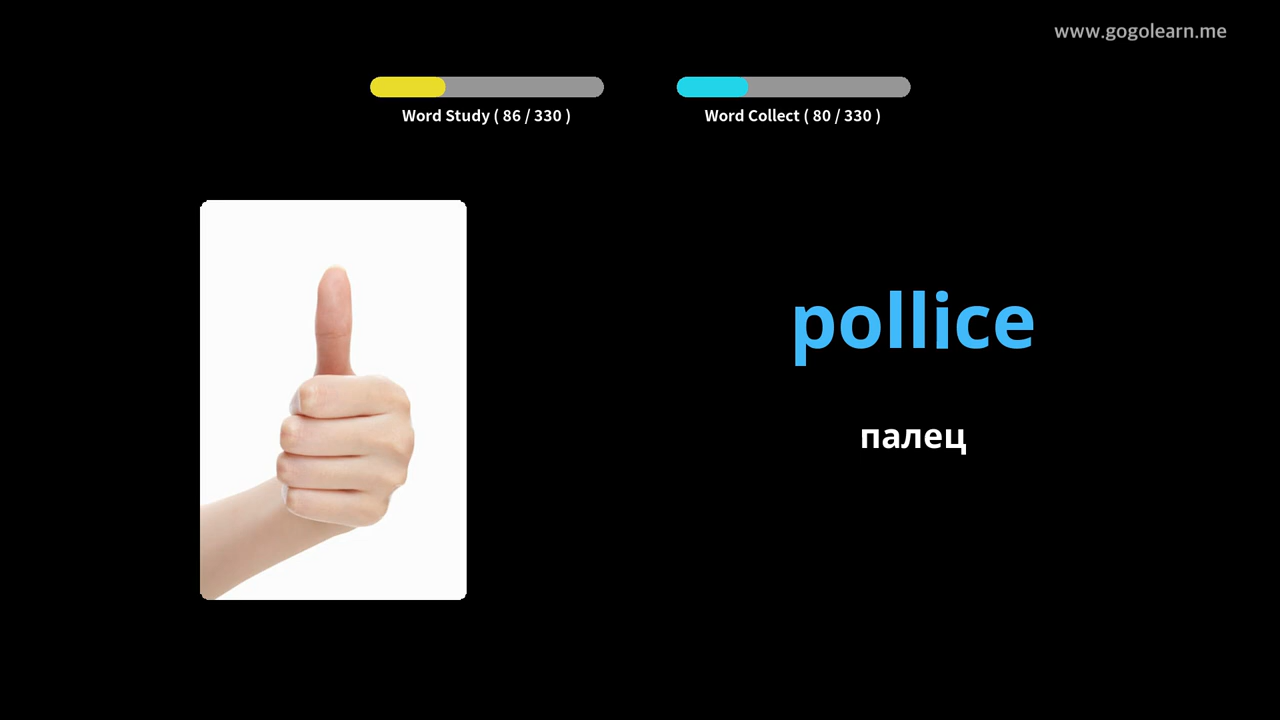 www.gogolearn.me
Word Study ( 86 / 330 )
Word Collect ( 80 / 330 )
pollice
палец